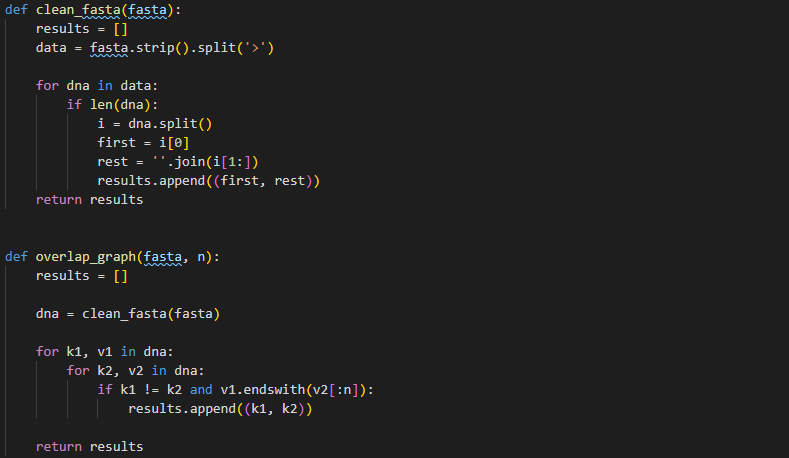 def clean_fasta(fasta):
    results = []
    data = fasta.strip().split('>')

    for dna in data:
        if len(dna):
            i = dna.split()
            first = i[0]
            rest = ''.join(i[1:])
            results.append((first, rest))
    return results


def overlap_graph(fasta, n):
    results = []

    dna = clean_fasta(fasta)

    for k1, v1 in dna:
        for k2, v2 in dna:
            if k1 != k2 and v1.endswith(v2[:n]):
                results.append((k1, k2))

    return results